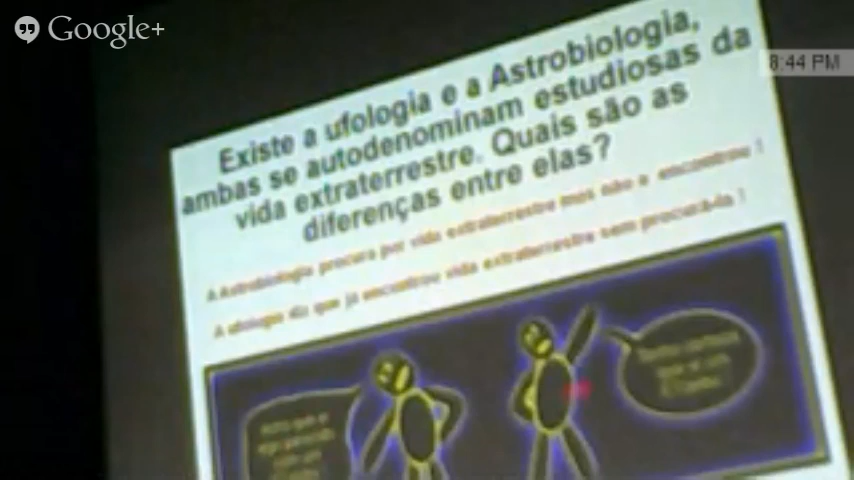 Google+
8:44 PM
Existe a ufologia e a Astrobiologia,
ambas se autodenominam estudiosas da
vida extraterrestre. Quais são as
diferenças entre elas?
A Astrobiologia procura por vida extraterrestre mas não a encontrou !
A ufologia diz que já encontrou vida extraterrestre sem procurá-la !